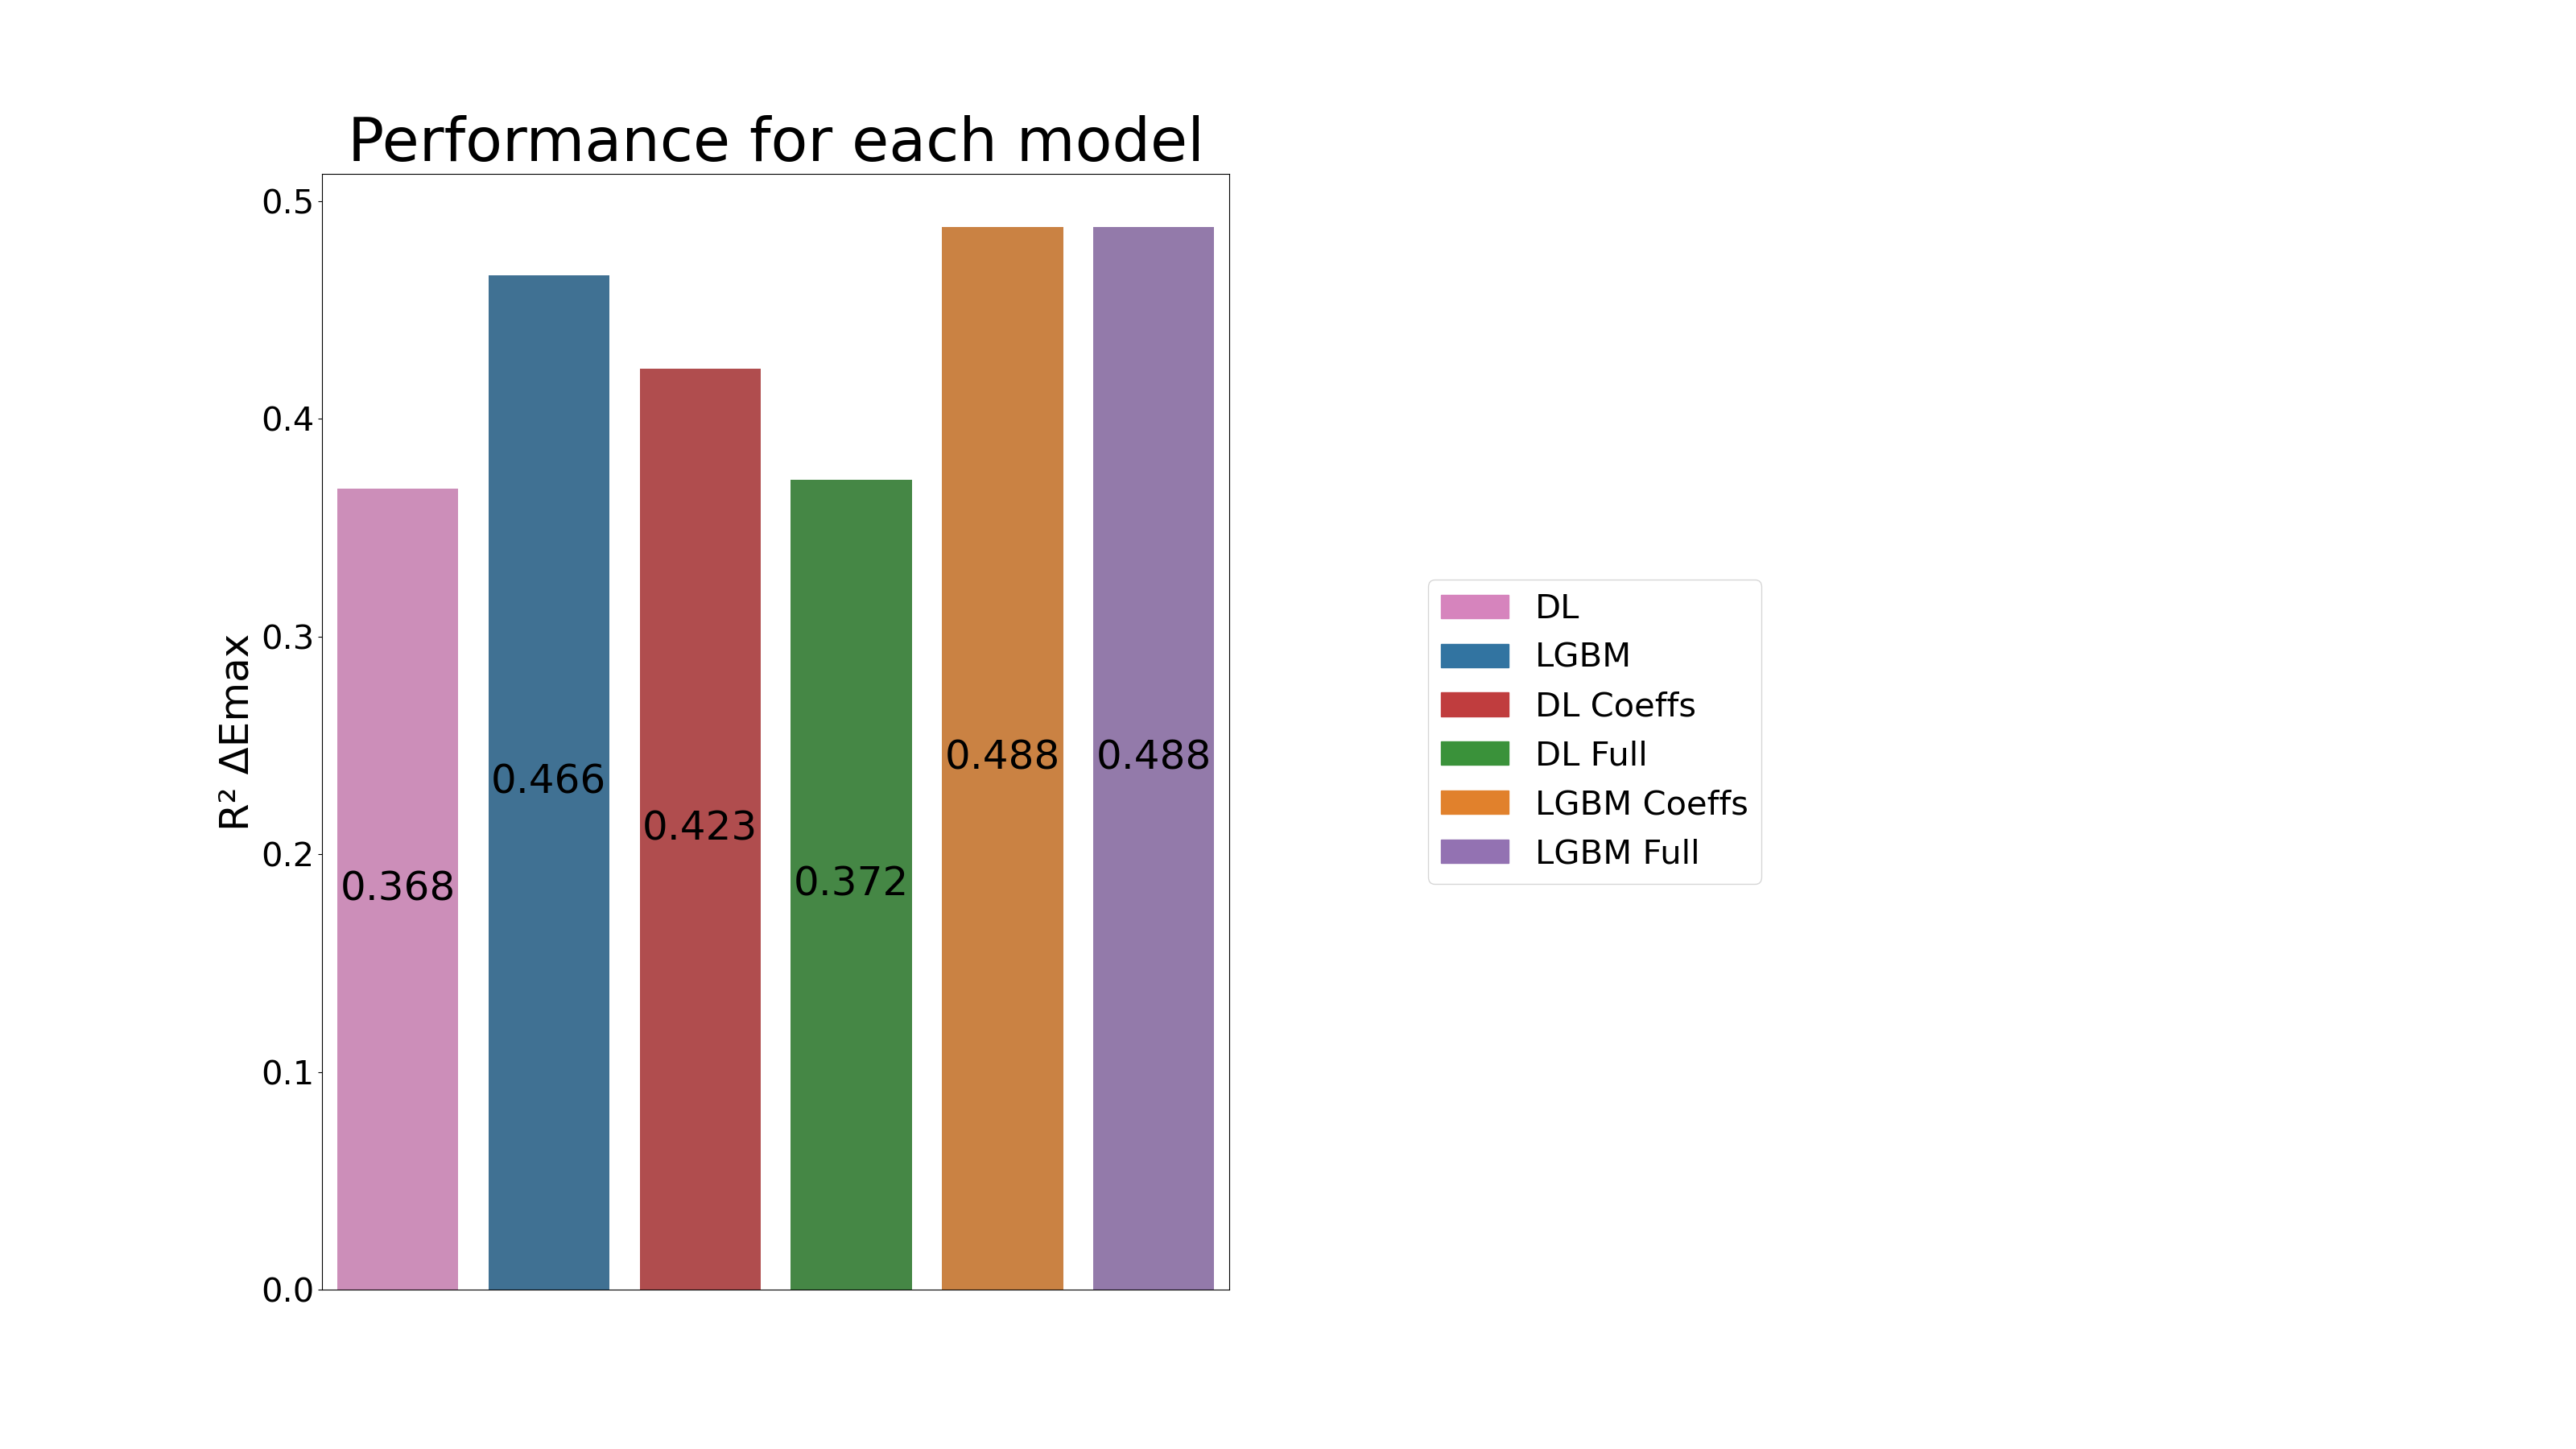 Performance for each model
R² ΔEmax
0.5
0.4
0.3
0.2
0.1
0.0
0.368
0.466
0.423
0.372
0.488
0.488
DL
LGBM
DL Coeffs
DL Full
LGBM Coeffs
LGBM Full